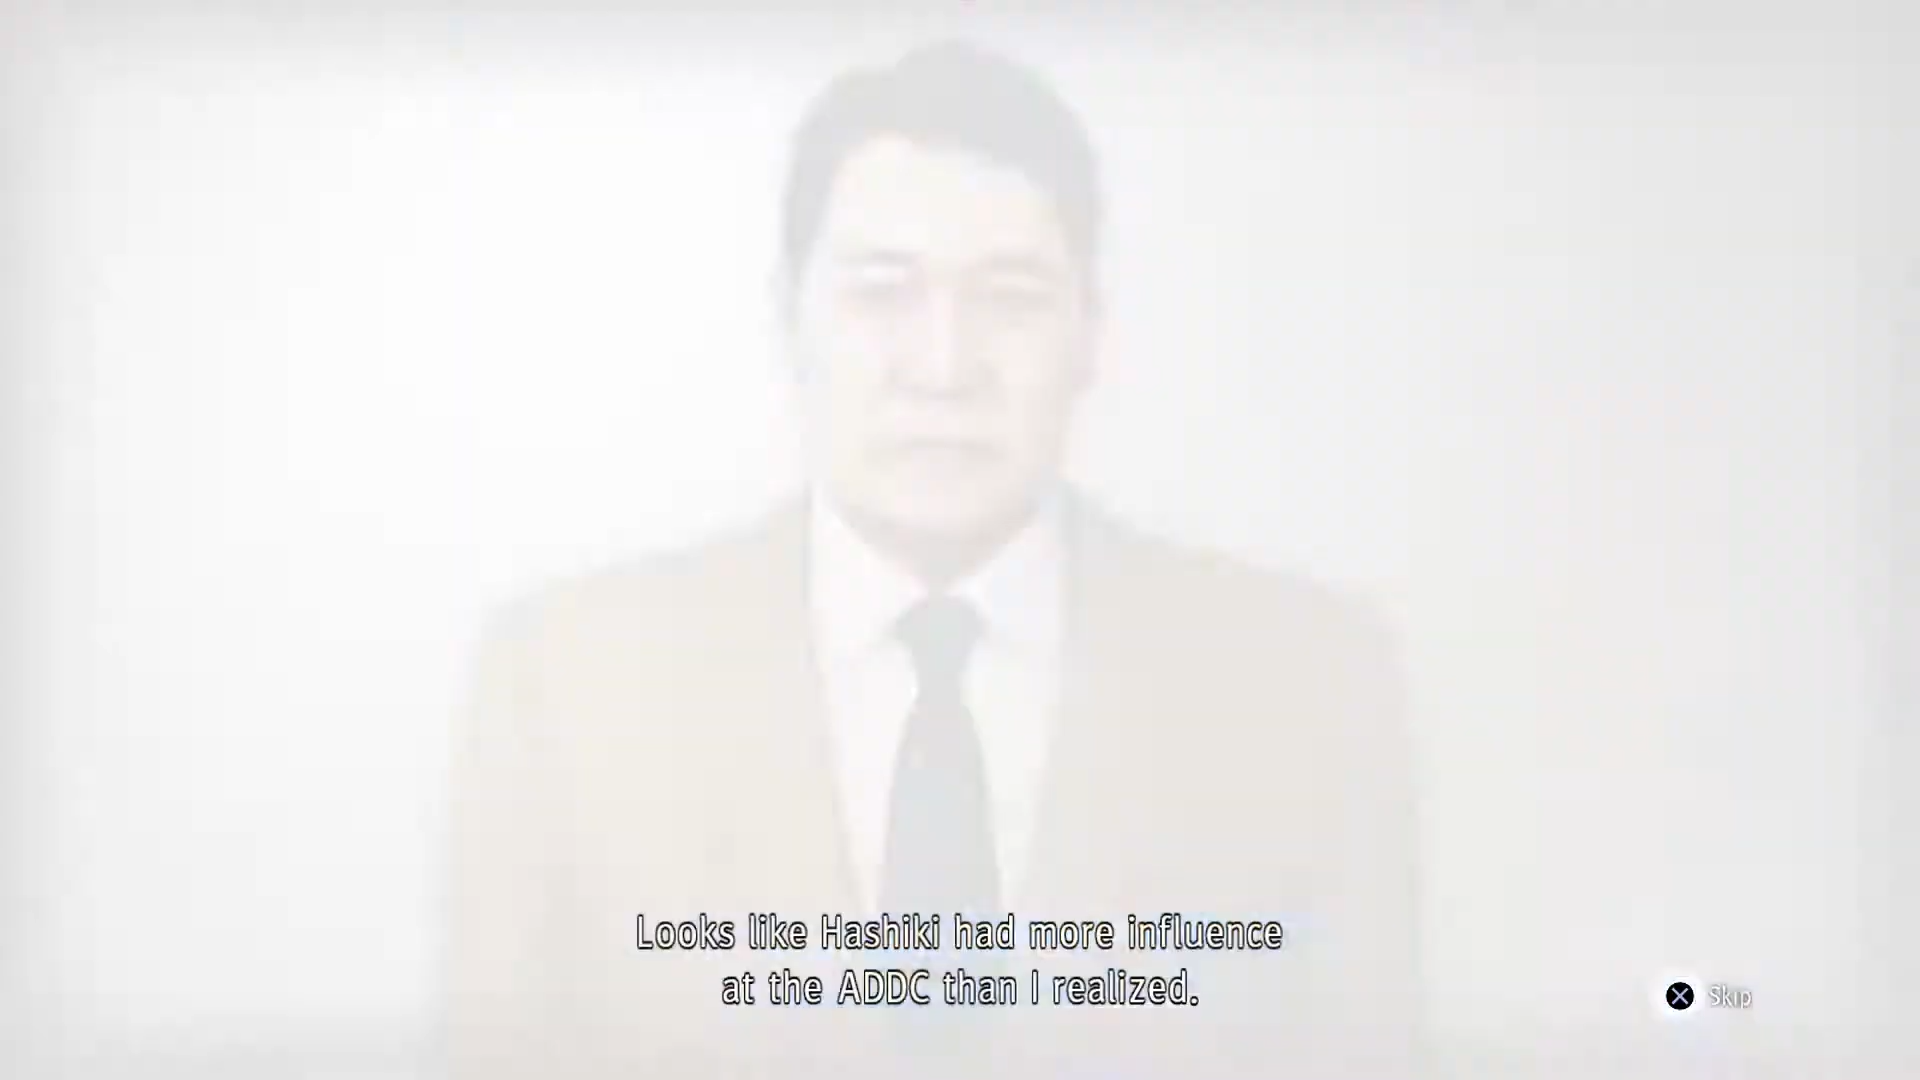 Looks like Hashiki had more influence
at the ADDC than I realized.
Skip